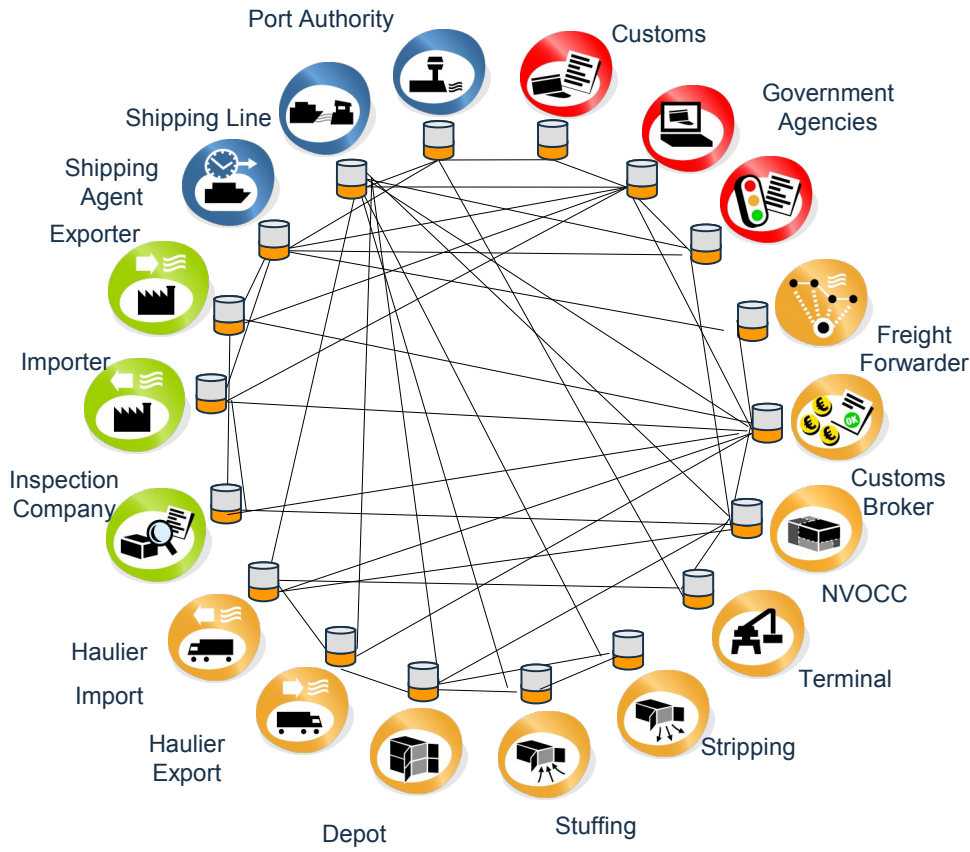 Port Authority
Customs
Shipping Line
Government
Agencies
Shipping
Agent
Exporter
Freight
Forwarder
Importer
OK
Customs
Broker
Inspection
Company
NVOCC
Haulier
Import
Terminal
Haulier
Export
Stripping
Depot
Stuffing